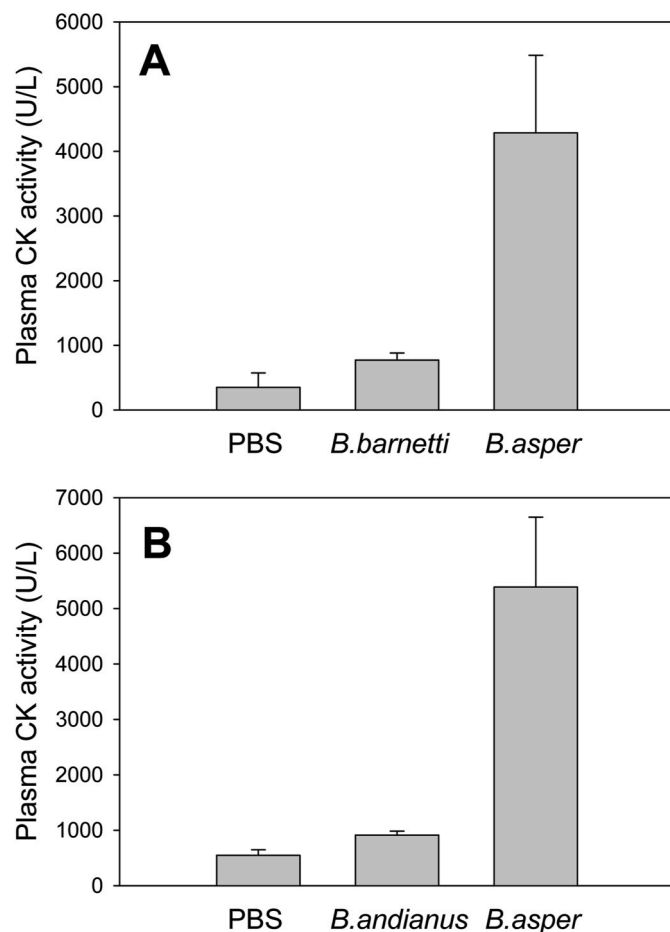 A
Plasma CK activity (U/L)
6000
5000
4000
3000
2000
1000
0
PBS B.barnetti B.asper
B
Plasma CK activity (U/L)
7000
6000
5000
4000
3000
2000
1000
0
PBS B.andianus B.asper